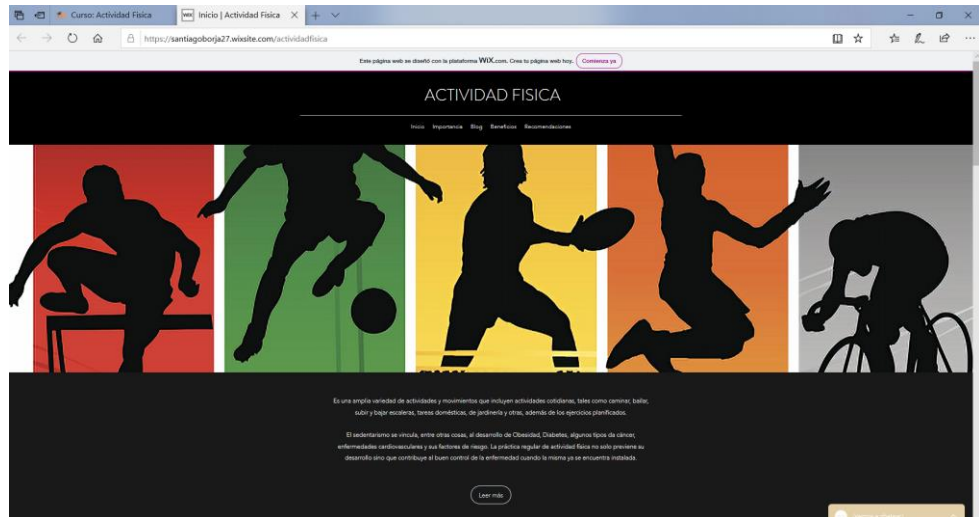 Curso: Actividad Fisica
WiX Inicio | Actividad Fisica
https://santiagoborja27.wixsite.com/actividadfisica
Este página web se diseñó con la plataforma WiX.com. Crea tu página web hoy. Comienza ya
ACTIVIDAD FISICA
Inicio Importancia Blog Beneficios Recomendaciones
Es una amplia variedad de actividades y movimientos que incluyen actividades cotidianas, tales como caminar, bailar,
subir y bajar escaleras, tareas domésticas, de jardinería y otras, además de los ejercicios planificados.
El sedentarismo se vincula, entre otras cosas, al desarrollo de Obesidad, Diabetes, algunos tipos da cáncer,
enfermedades cardiovasculares y sus factores de riesgo. La práctica regular de actividad física no solo previene su
desarrollo sino que contribuye al buen control de la enfermedad cuando la misma ya se encuentra instalada.
Leer más